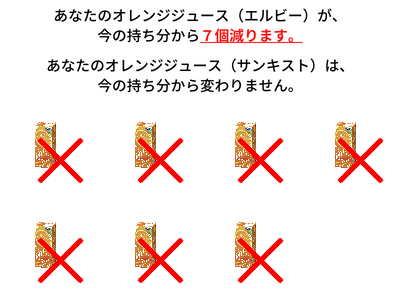 あなたのオレンジジュース（エルビー）が、
今の持ち分から７個減ります。
あなたのオレンジジュース（サンキスト）は、
今の持ち分から変わりません。